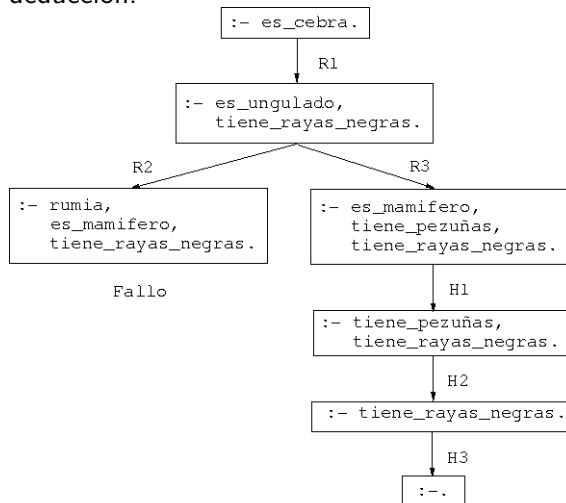 deducción:
:- es_cebra.
R1
:- es_ungulado,
tiene_rayas_negras.
R2
R3
:- rumia,
es_mamifero,
tiene_rayas_negras.
:- es_mamifero,
tiene_pezuñas,
tiene_rayas_negras.
Fallo
H1
:- tiene_pezuñas,
tiene_rayas_negras.
H2
:- tiene_rayas_negras.
H3
:-.